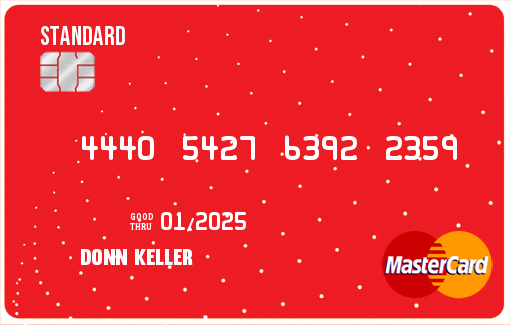 STANDARD
4440 5427 6392 2359
GOOD THRU 01/2025
DONN KELLER
MasterCard